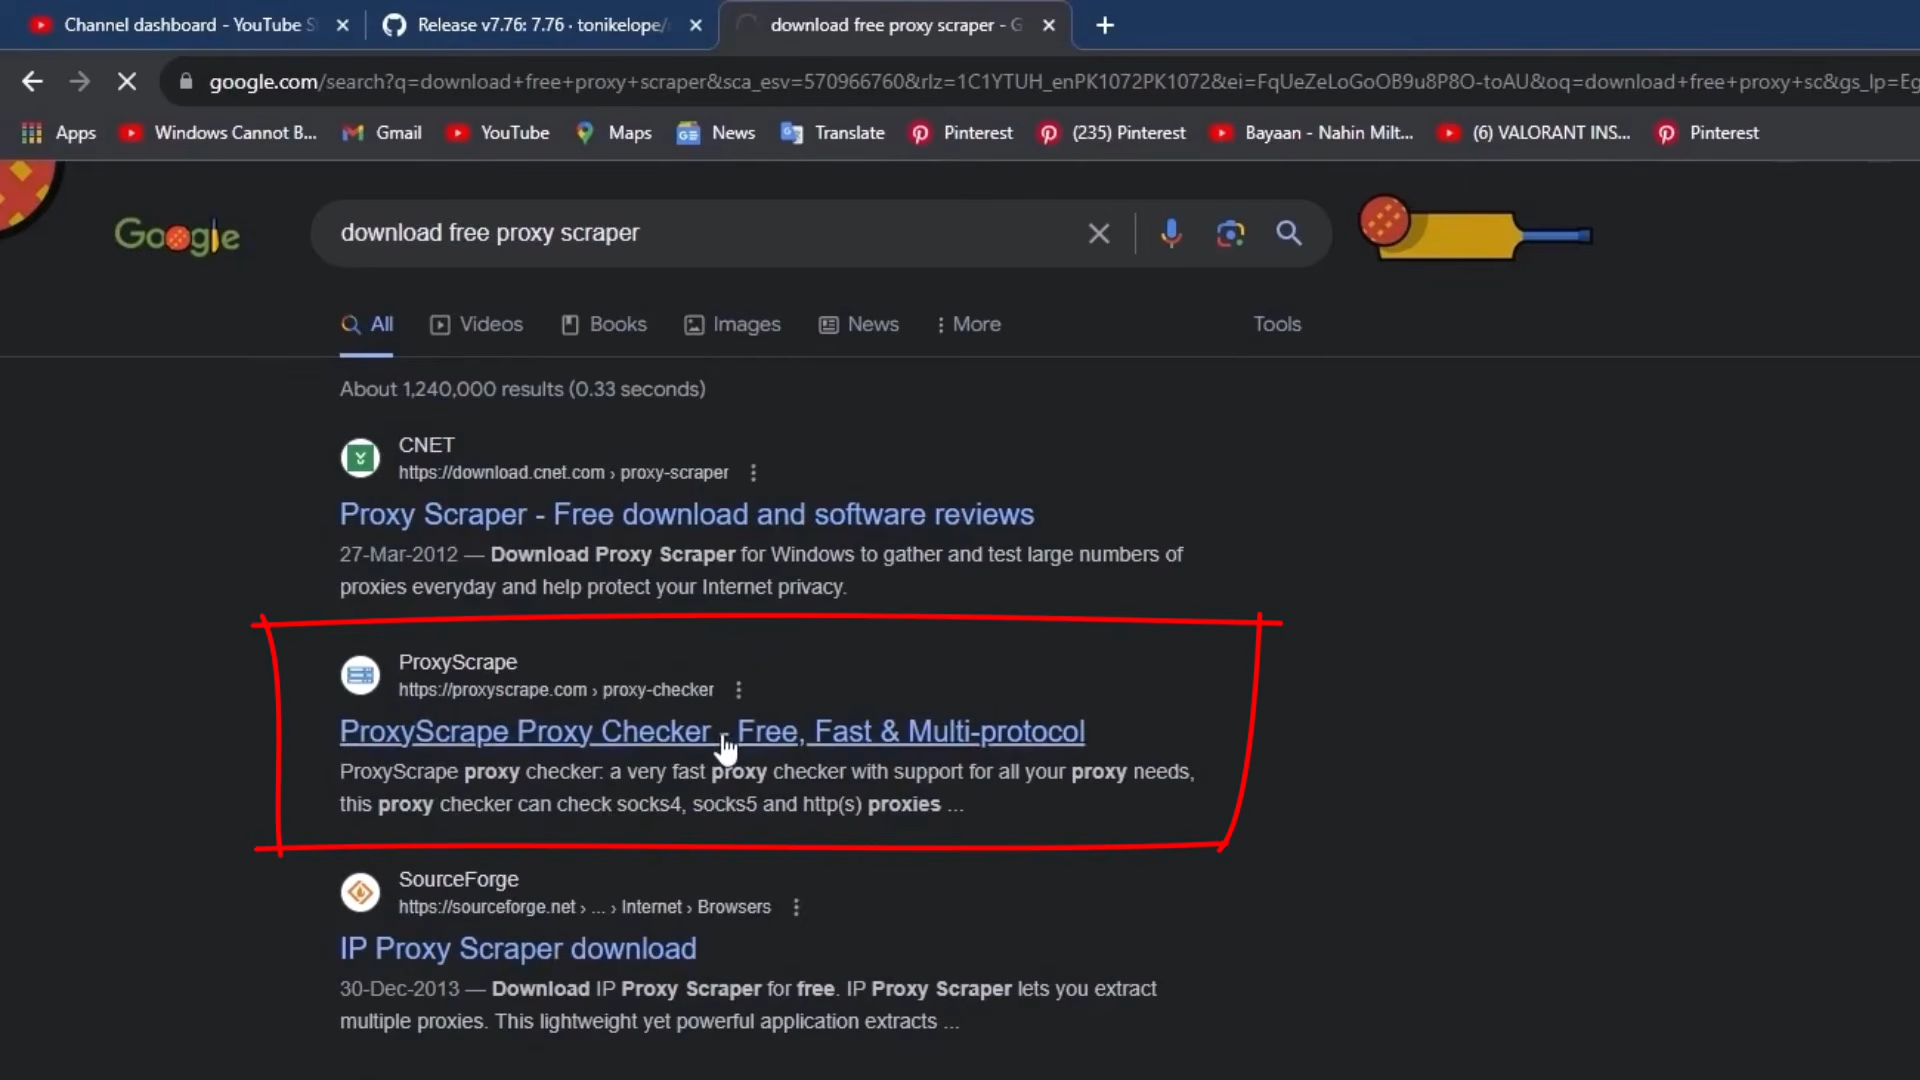 Channel dashboard - YouTube S
Release v7.76: 7.76 · tonikelope/
download free proxy scraper - G
google.com/search?q=download+free+proxy+scraper&sca_esv=570966760&rlz=1C1YTUH_enPK1072PK1072&ei=FqUeZeLoGoOB9u8P8O-toAU&oq=download+free+proxy+sc&gs_lp=Eg
Apps
Windows Cannot B...
Gmail
YouTube
Maps
News
Translate
Pinterest
(235) Pinterest
Bayaan - Nahin Milt...
(6) VALORANT INS...
Pinterest
Google
download free proxy scraper
All
Videos
Books
Images
News
More
Tools
About 1,240,000 results (0.33 seconds)
CNET
https://download.cnet.com › proxy-scraper
Proxy Scraper - Free download and software reviews
27-Mar-2012 — Download Proxy Scraper for Windows to gather and test large numbers of
proxies everyday and help protect your Internet privacy.
ProxyScrape
https://proxyscrape.com › proxy-checker
ProxyScrape Proxy Checker - Free, Fast & Multi-protocol
ProxyScrape proxy checker: a very fast proxy checker with support for all your proxy needs,
this proxy checker can check socks4, socks5 and http(s) proxies ...
SourceForge
https://sourceforge.net › ... › Internet › Browsers
IP Proxy Scraper download
30-Dec-2013 — Download IP Proxy Scraper for free. IP Proxy Scraper lets you extract
multiple proxies. This lightweight yet powerful application extracts ...